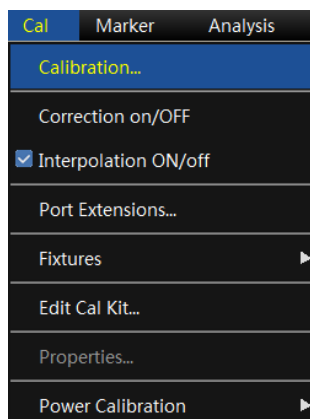 Cal Marker Analysis
Calibration...
Correction on/OFF
Interpolation ON/off
Port Extensions...
Fixtures
Edit Cal Kit...
Properties...
Power Calibration